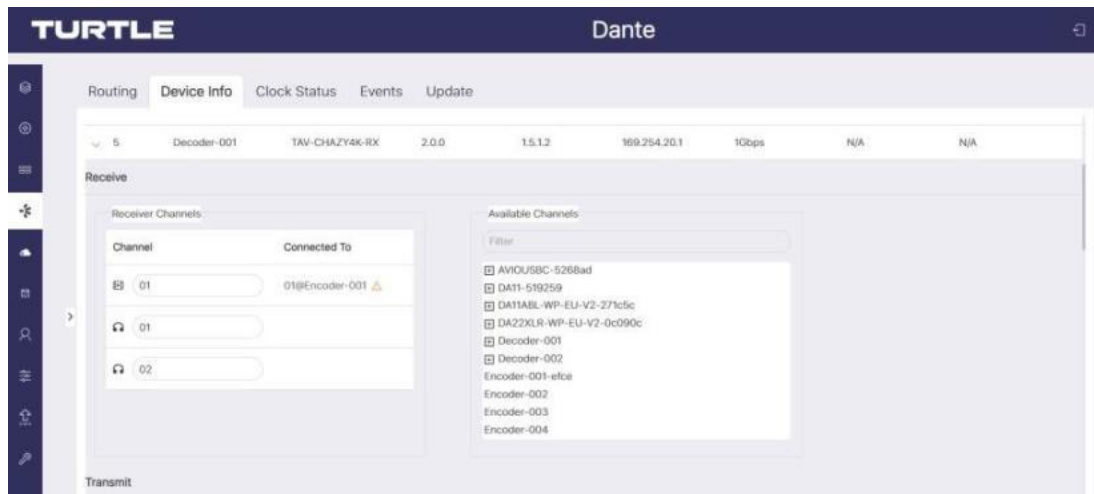 TURTLE Dante
Routing Device Info Clock Status Events Update
5. Decoder-001 TAV-CHAZY4K-RX 2.0.0 1.5.1.2 169.254.20.1 1Gbps N/A N/A
Receive
Receiver Channels
Channel Connected To
01 01@Encoder-001
01
02
Available Channels
Filter
AVIOUSBC-5268ad
DA11-519259
DA11ABL-WP-EU-V2-271c5c
DA22XLR-WP-EU-V2-0c090c
Decoder-001
Decoder-002
Encoder-001-efce
Encoder-002
Encoder-003
Encoder-004
Transmit